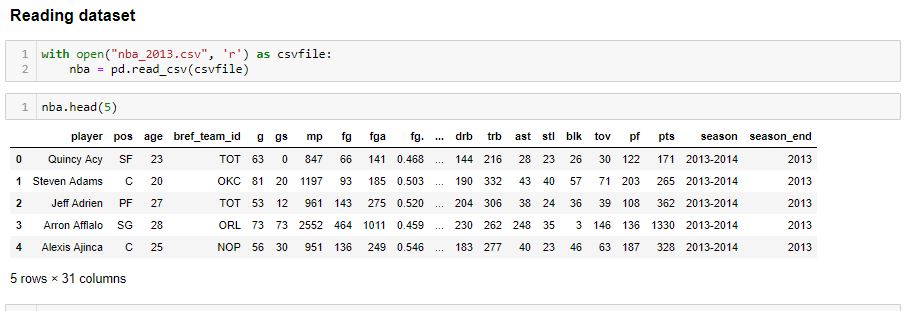 Reading dataset
1 with open("nba_2013.csv", 'r') as csvfile:
2 nba = pd.read_csv(csvfile)
1 nba.head(5)
player pos age bref_team_id g gs mp fg fga fg. ... drb trb ast stl blk tov pf pts season season_end
0 Quincy Acy SF 23 TOT 63 0 847 66 141 0.468 ... 144 216 28 23 26 30 122 171 2013-2014 2013
1 Steven Adams C 20 OKC 81 20 1197 93 185 0.503 ... 190 332 43 40 57 71 203 265 2013-2014 2013
2 Jeff Adrien PF 27 TOT 53 12 961 143 275 0.520 ... 204 306 38 24 36 39 108 362 2013-2014 2013
3 Arron Afflalo SG 28 ORL 73 73 2552 464 1011 0.459 ... 230 262 248 35 3 146 136 1330 2013-2014 2013
4 Alexis Ajinca C 25 NOP 56 30 951 136 249 0.546 ... 183 277 40 23 46 63 187 328 2013-2014 2013
5 rows × 31 columns